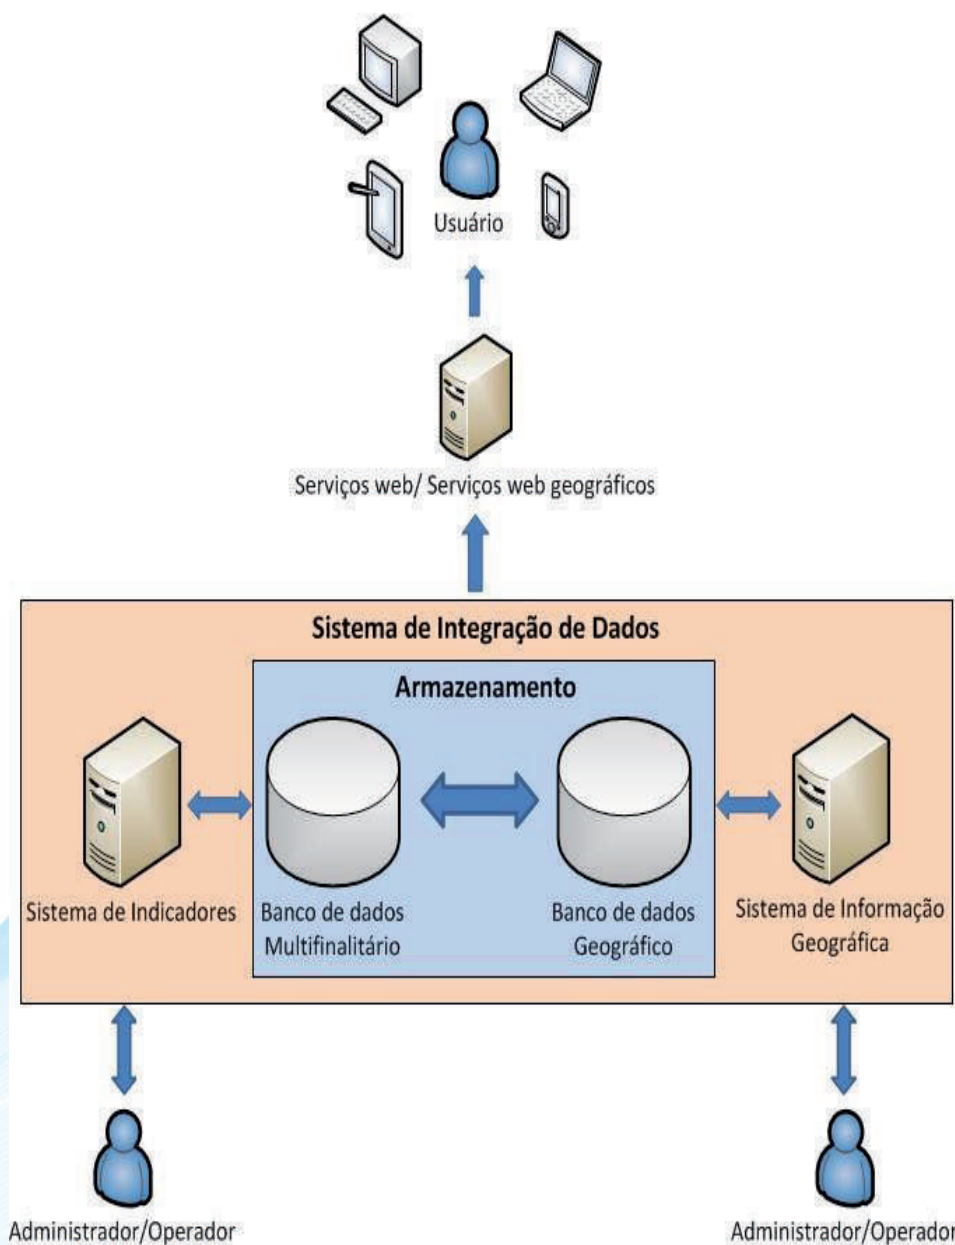 Usuário
Serviços web/ Serviços web geográficos
Sistema de Integração de Dados
Armazenamento
Sistema de Indicadores
Banco de dados
Multifinalitário
Banco de dados
Geográfico
Sistema de Informação
Geográfica
Administrador/Operador
Administrador/Operador